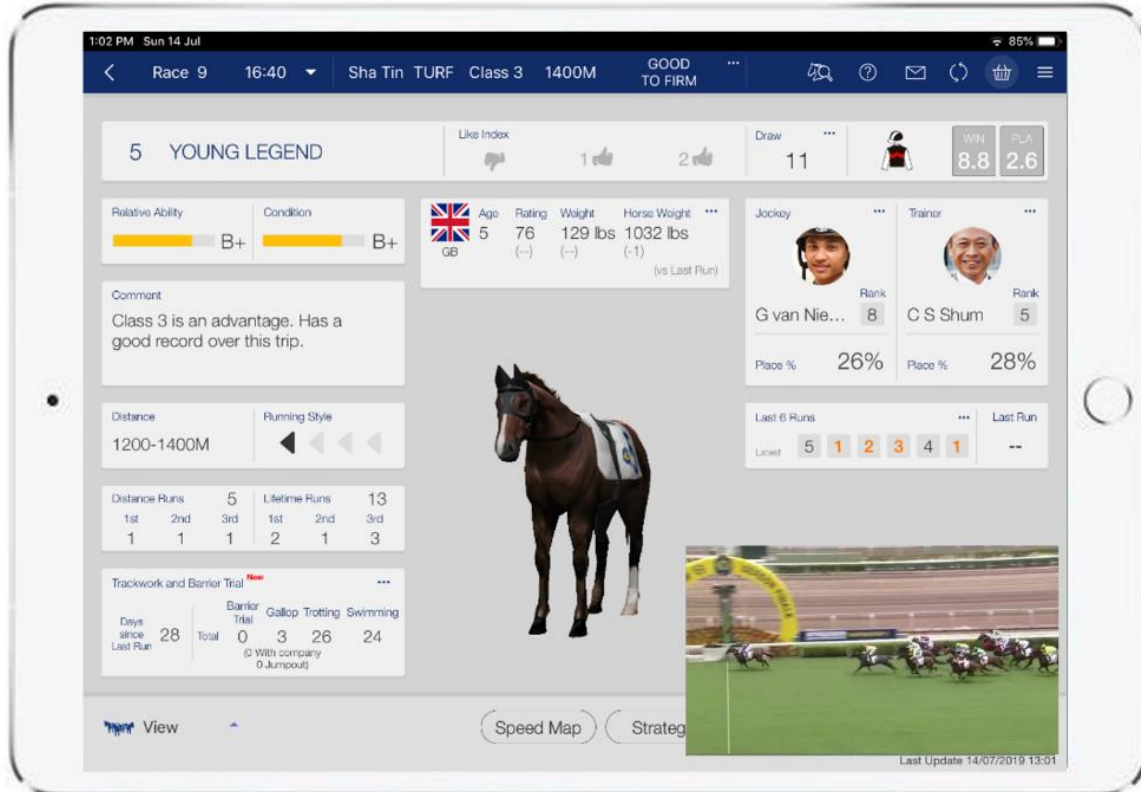 1:02 PM Sun 14 Jul
85%
Race 9 16:40 Sha Tin TURF Class 3 1400M GOOD TO FIRM
5 YOUNG LEGEND
Like Index
1 2
Draw
11
WIN 8.8
PLA 2.6
Relative Ability
B+
Condition
B+
GB
Age Rating Weight Horse Weight
5 76 129 lbs 1032 lbs
(--) (--) (-1)
(vs Last Run)
Jockey
Rank
G van Nie... 8
Place % 26%
Trainer
Rank
C S Shum 5
Place % 28%
Comment
Class 3 is an advantage. Has a
good record over this trip.
Distance
1200-1400M
Running Style
Last 6 Runs
Latest 5 1 2 3 4 1
Last Run
--
Distance Runs 5
1st 2nd 3rd
1 1 1
Lifetime Runs 13
1st 2nd 3rd
2 1 3
Trackwork and Barrier Trial New
Days since Last Run 28
Barrier Trial Gallop Trotting Swimming
Total 0 3 26 24
(0 With company
0 Jumpout)
SEASON FINALE
View
Speed Map
Strateg
Last Update 14/07/2019 13:01